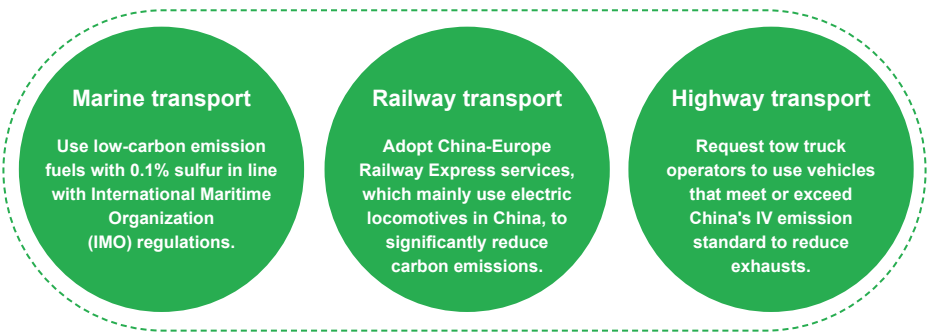 Marine transport
Use low-carbon emission
fuels with 0.1% sulfur in line
with International Maritime
Organization
(IMO) regulations.
Railway transport
Adopt China-Europe
Railway Express services,
which mainly use electric
locomotives in China, to
significantly reduce
carbon emissions.
Highway transport
Request tow truck
operators to use vehicles
that meet or exceed
China's IV emission
standard to reduce
exhausts.